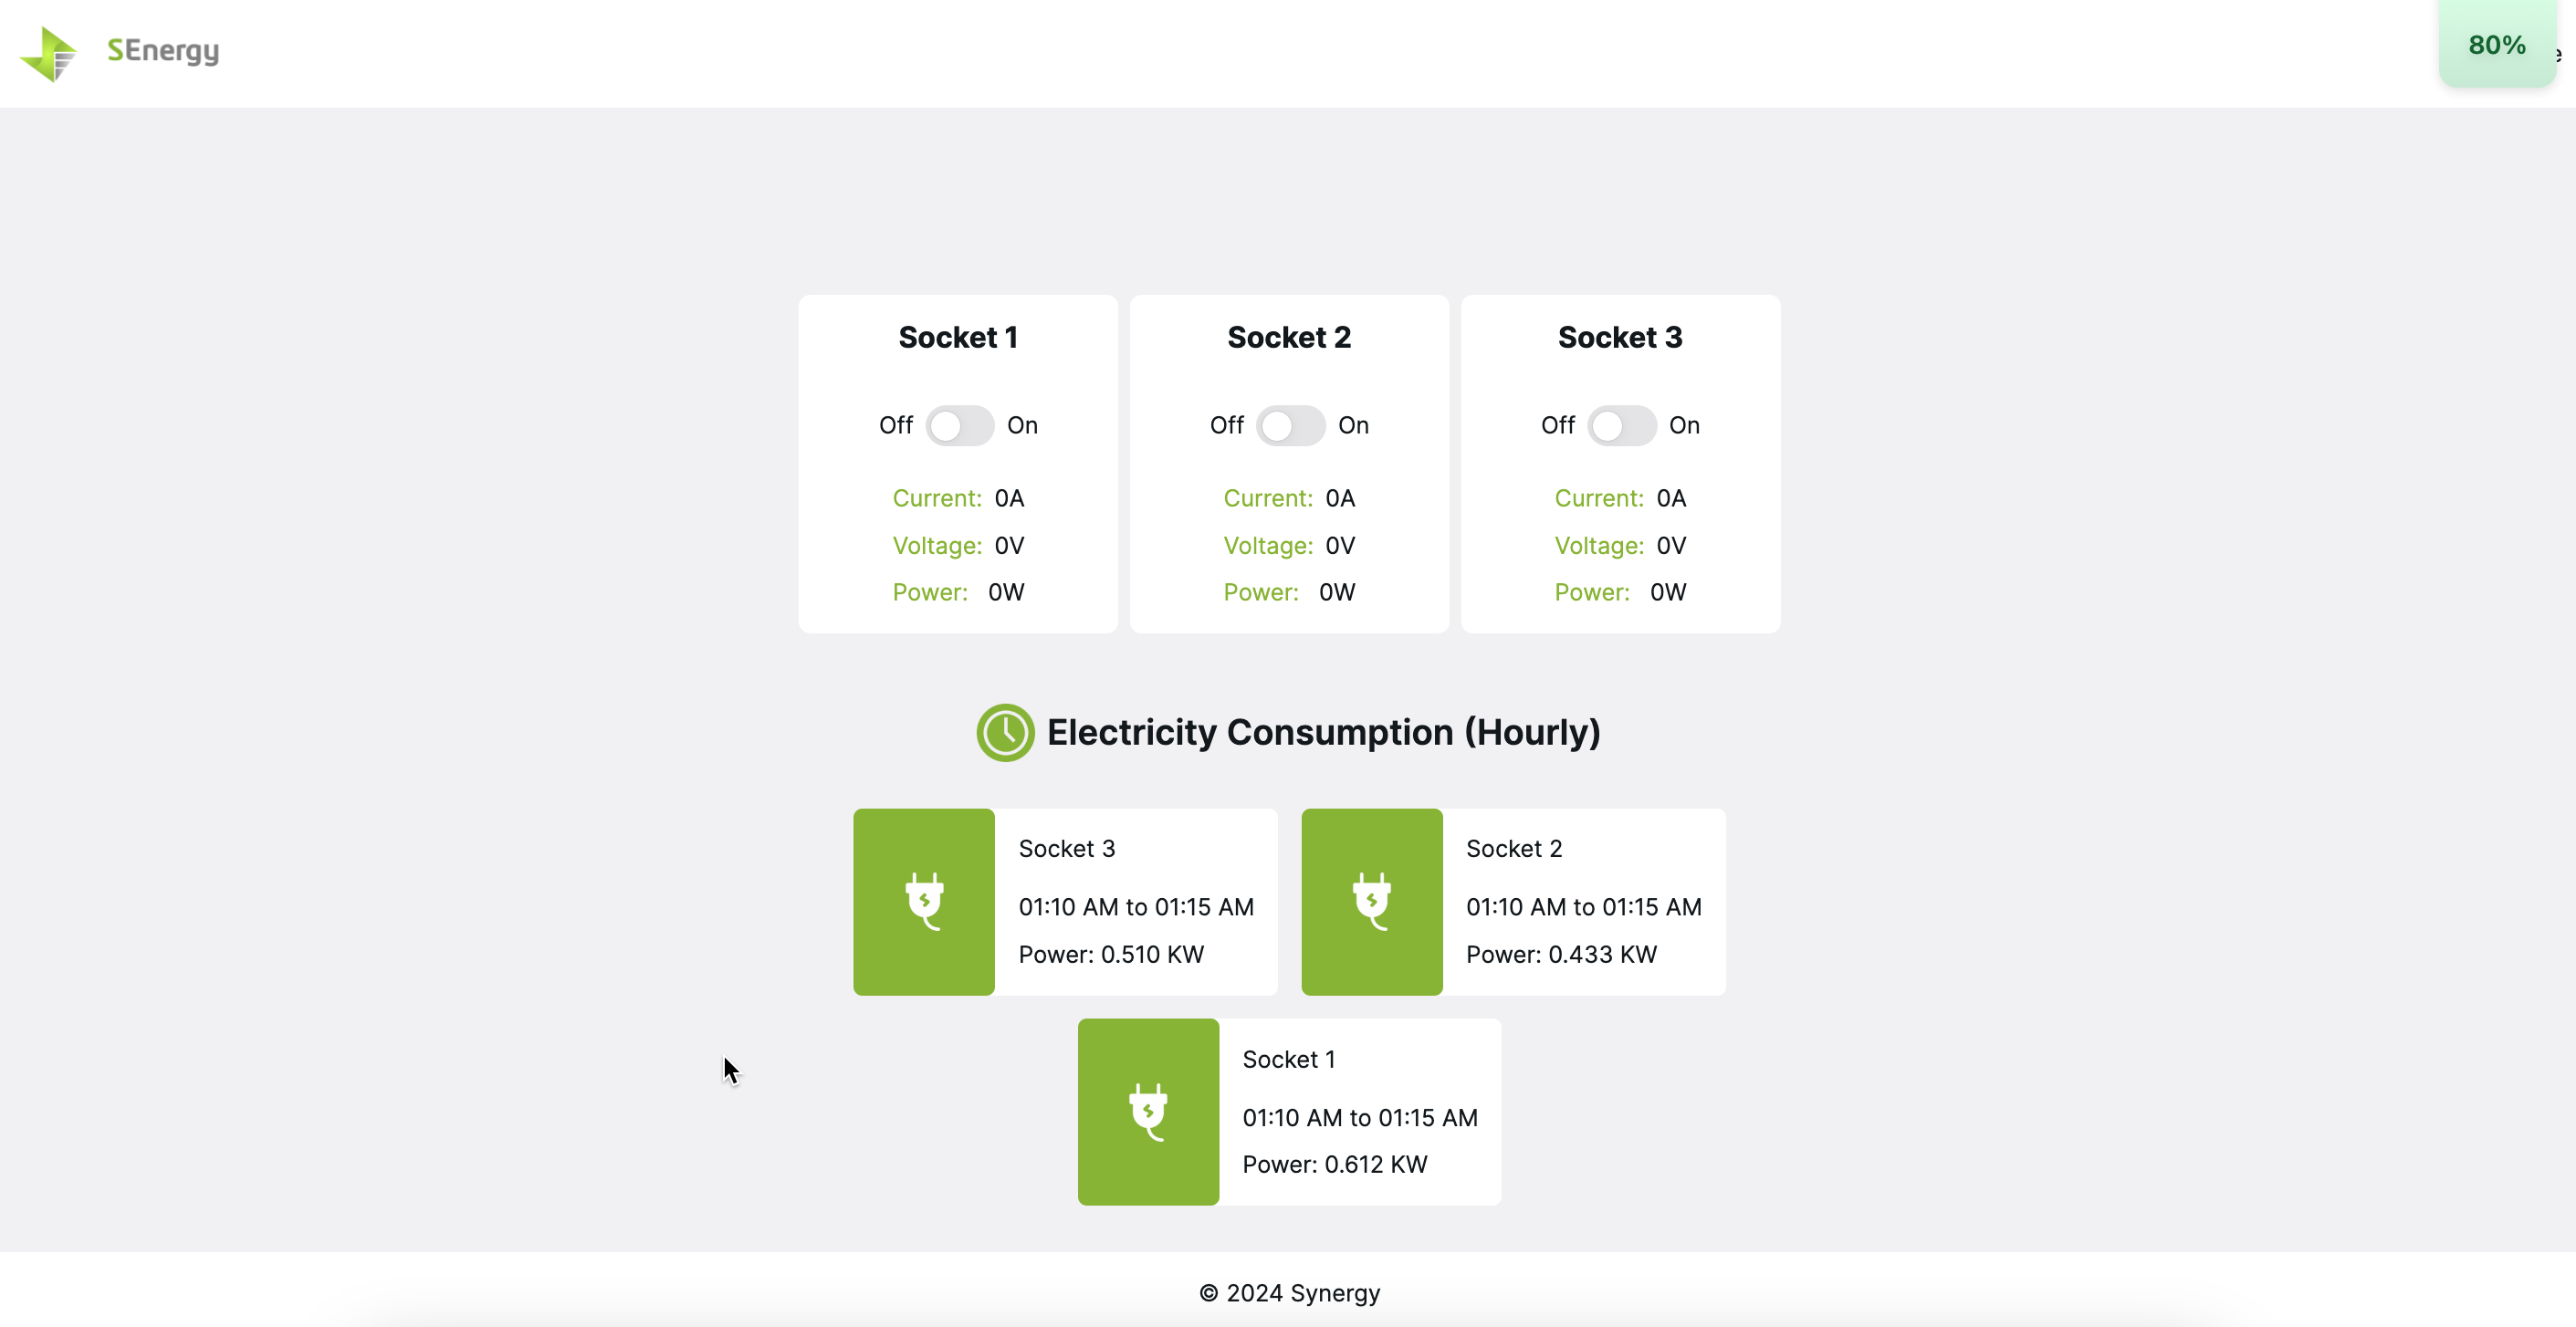 SEnergy
80%
e
Socket 1
Off On
Current: 0A
Voltage: 0V
Power: 0W
Socket 2
Off On
Current: 0A
Voltage: 0V
Power: 0W
Socket 3
Off On
Current: 0A
Voltage: 0V
Power: 0W
Electricity Consumption (Hourly)
Socket 3
01:10 AM to 01:15 AM
Power: 0.510 KW
Socket 2
01:10 AM to 01:15 AM
Power: 0.433 KW
Socket 1
01:10 AM to 01:15 AM
Power: 0.612 KW
© 2024 Synergy